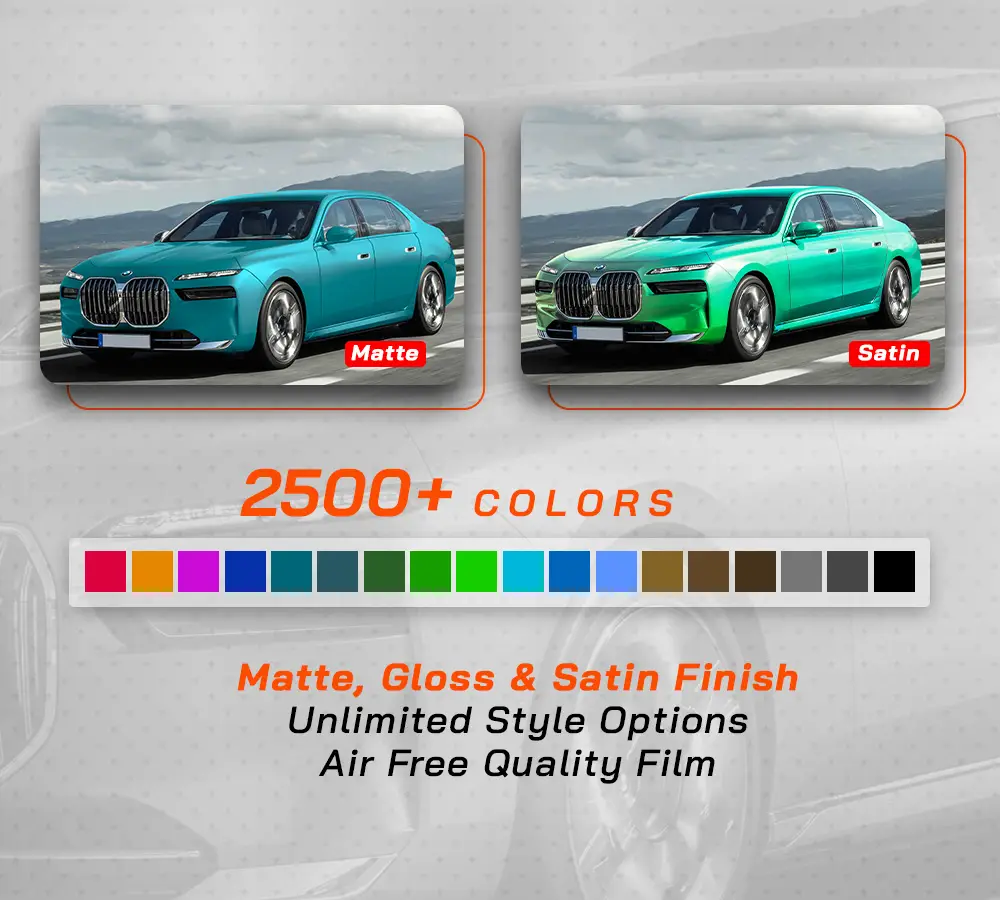 Matte
Satin
2500+ COLORS
Matte, Gloss & Satin Finish
Unlimited Style Options
Air Free Quality Film